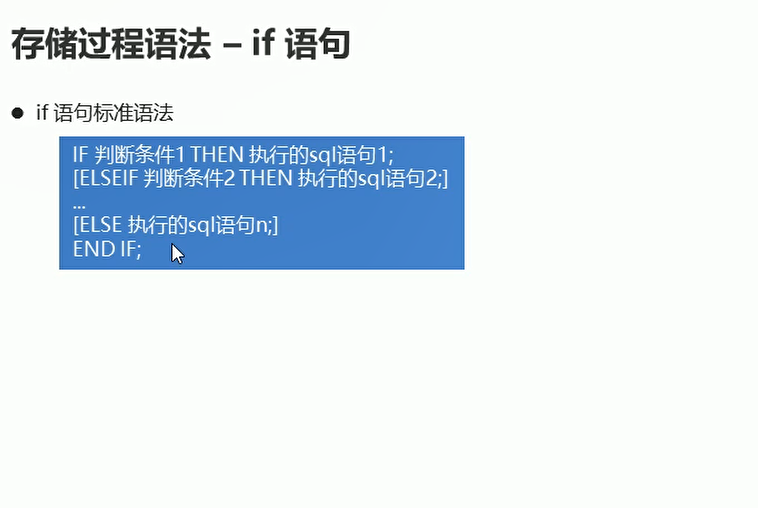 存储过程语法 – if 语句
● if 语句标准语法
IF 判断条件1 THEN 执行的sql语句1;
[ELSEIF 判断条件2 THEN 执行的sql语句2;]
...
[ELSE 执行的sql语句n;]
END IF;